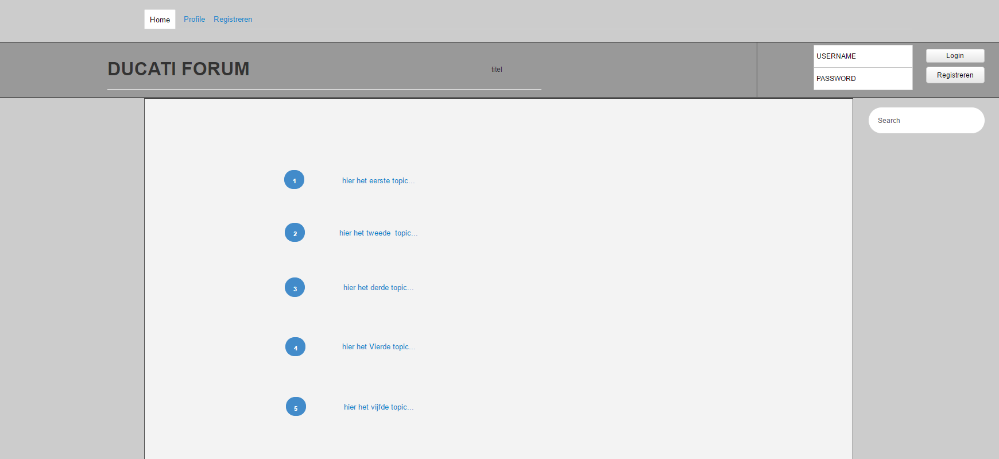 Home Profile Registreren
DUCATI FORUM
titel
USERNAME
PASSWORD
Login
Registreren
Search
1 hier het eerste topic...
2 hier het tweede  topic...
3 hier het derde topic...
4 hier het Vierde topic...
5 hier het vijfde topic...